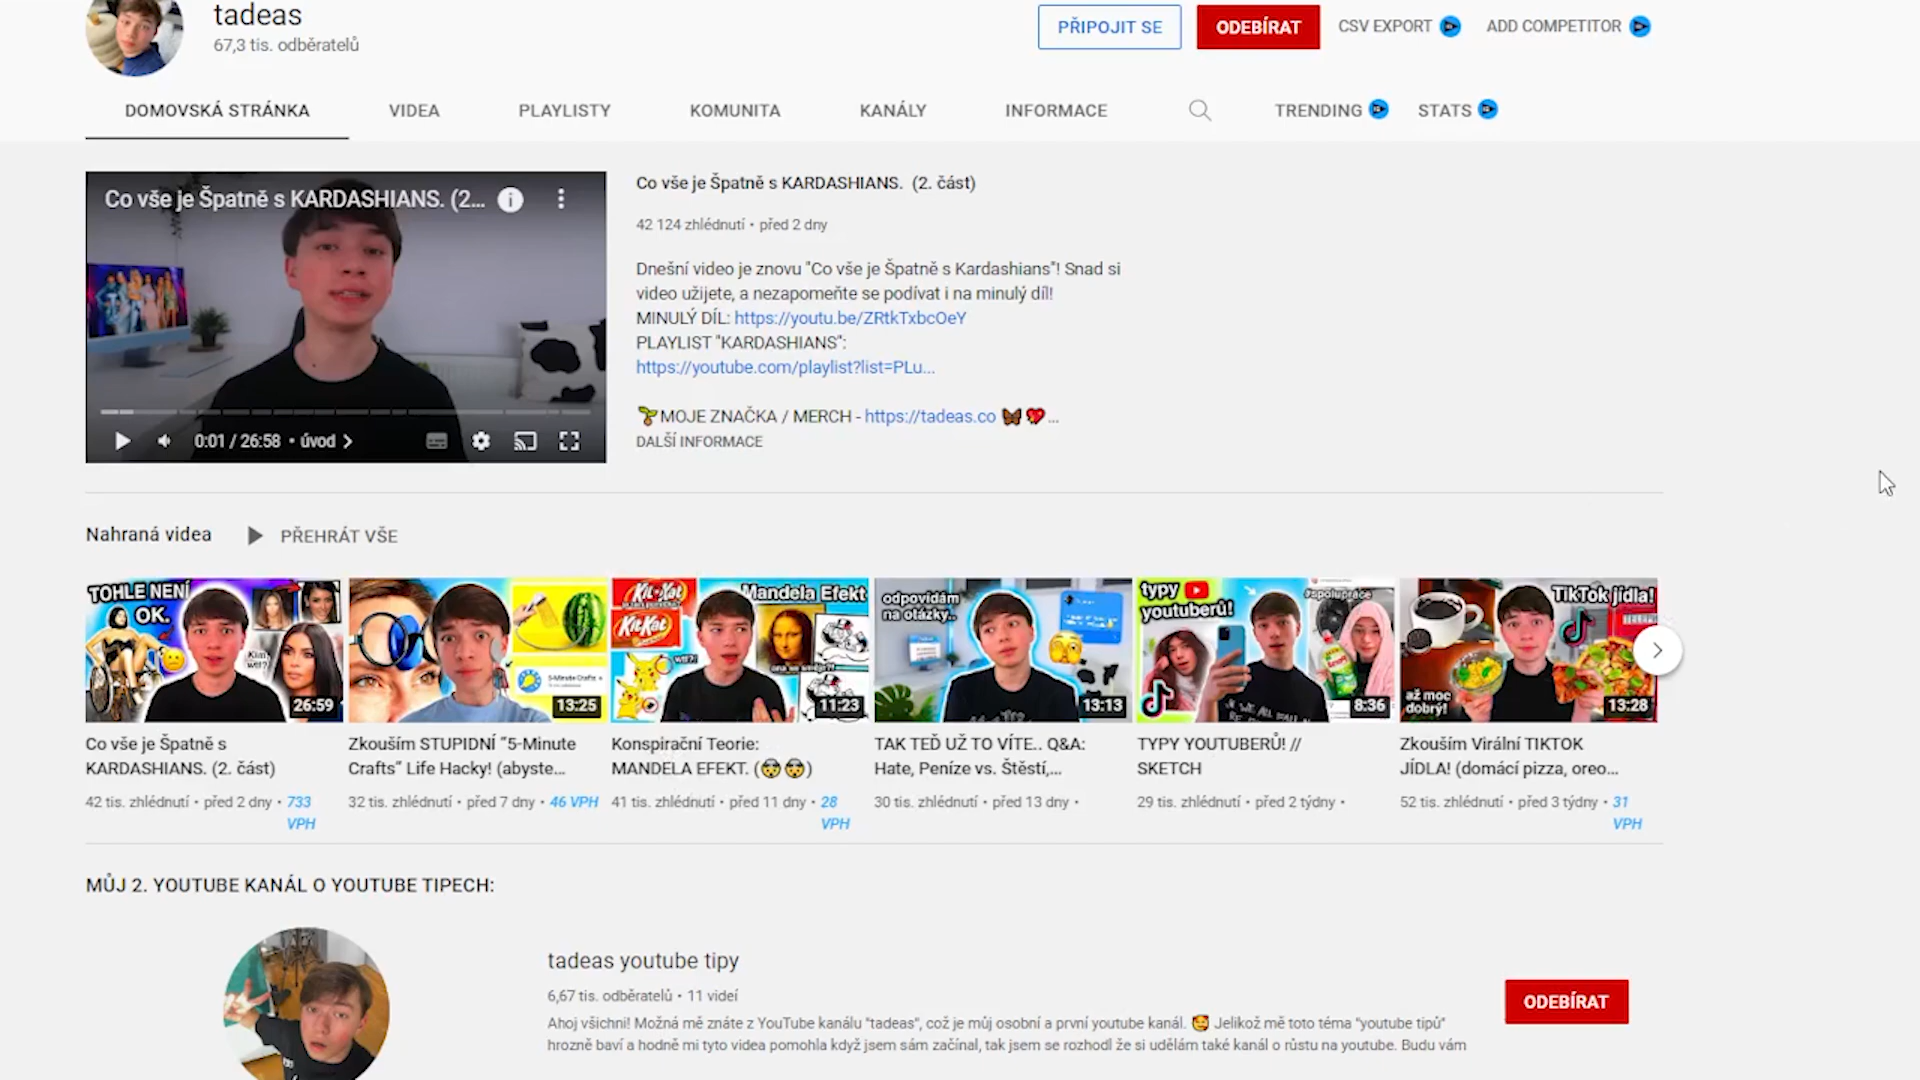 tadeas
67,3 tis. odběratelů
PŘIPOJIT SE
ODEBÍRAT
CSV EXPORT
ADD COMPETITOR
DOMOVSKÁ STRÁNKA
VIDEA
PLAYLISTY
KOMUNITA
KANÁLY
INFORMACE
TRENDING
STATS
Co vše je Špatně s KARDASHIANS. (2...
0:01 / 26:58 • úvod
Co vše je Špatně s KARDASHIANS. (2. část)
42 124 zhlédnutí • před 2 dny
Dnešní video je znovu "Co vše je Špatně s Kardashians"! Snad si
video užijete, a nezapomeňte se podívat i na minulý díl!
MINULÝ DÍL: https://youtu.be/ZRtkTxbcOeY
PLAYLIST "KARDASHIANS":
https://youtube.com/playlist?list=PLu...
🌱MOJE ZNAČKA / MERCH - https://tadeas.co 🦋💖...
DALŠÍ INFORMACE
Nahraná videa
PŘEHRÁT VŠE
TOHLE NENÍ
OK.
Kim
wtf?!
26:59
5-Minute Crafts
13:25
Kit Kat
KitKat
wtf?!
Mandela Efekt
11:23
odpovídám
na otázky..
13:13
typy
youtuberů!
#spolupráce
8:36
TikTok jídla!
až moc
dobrý!
13:28
Co vše je Špatně s
KARDASHIANS. (2. část)
42 tis. zhlédnutí • před 2 dny • 733
VPH
Zkouším STUPIDNÍ “5-Minute
Crafts” Life Hacky! (abyste...
32 tis. zhlédnutí • před 7 dny • 46 VPH
Konspirační Teorie:
MANDELA EFEKT. (🤯🤯)
41 tis. zhlédnutí • před 11 dny • 28
VPH
TAK TEĎ UŽ TO VÍTE.. Q&A:
Hate, Peníze vs. Štěstí,...
30 tis. zhlédnutí • před 13 dny •
TYPY YOUTUBERŮ! //
SKETCH
29 tis. zhlédnutí • před 2 týdny •
Zkouším Virální TIKTOK
JÍDLA! (domácí pizza, oreo...
52 tis. zhlédnutí • před 3 týdny • 31
VPH
MŮJ 2. YOUTUBE KANÁL O YOUTUBE TIPECH:
tadeas youtube tipy
6,67 tis. odběratelů • 11 videí
Ahoj všichni! Možná mě znáte z YouTube kanálu "tadeas", což je můj osobní a první youtube kanál. 🥰 Jelikož mě toto téma "youtube tipů"
hrozně baví a hodně mi tyto videa pomohla když jsem sám začínal, tak jsem se rozhodl že si udělám také kanál o růstu na youtube. Budu vám
ODEBÍRAT